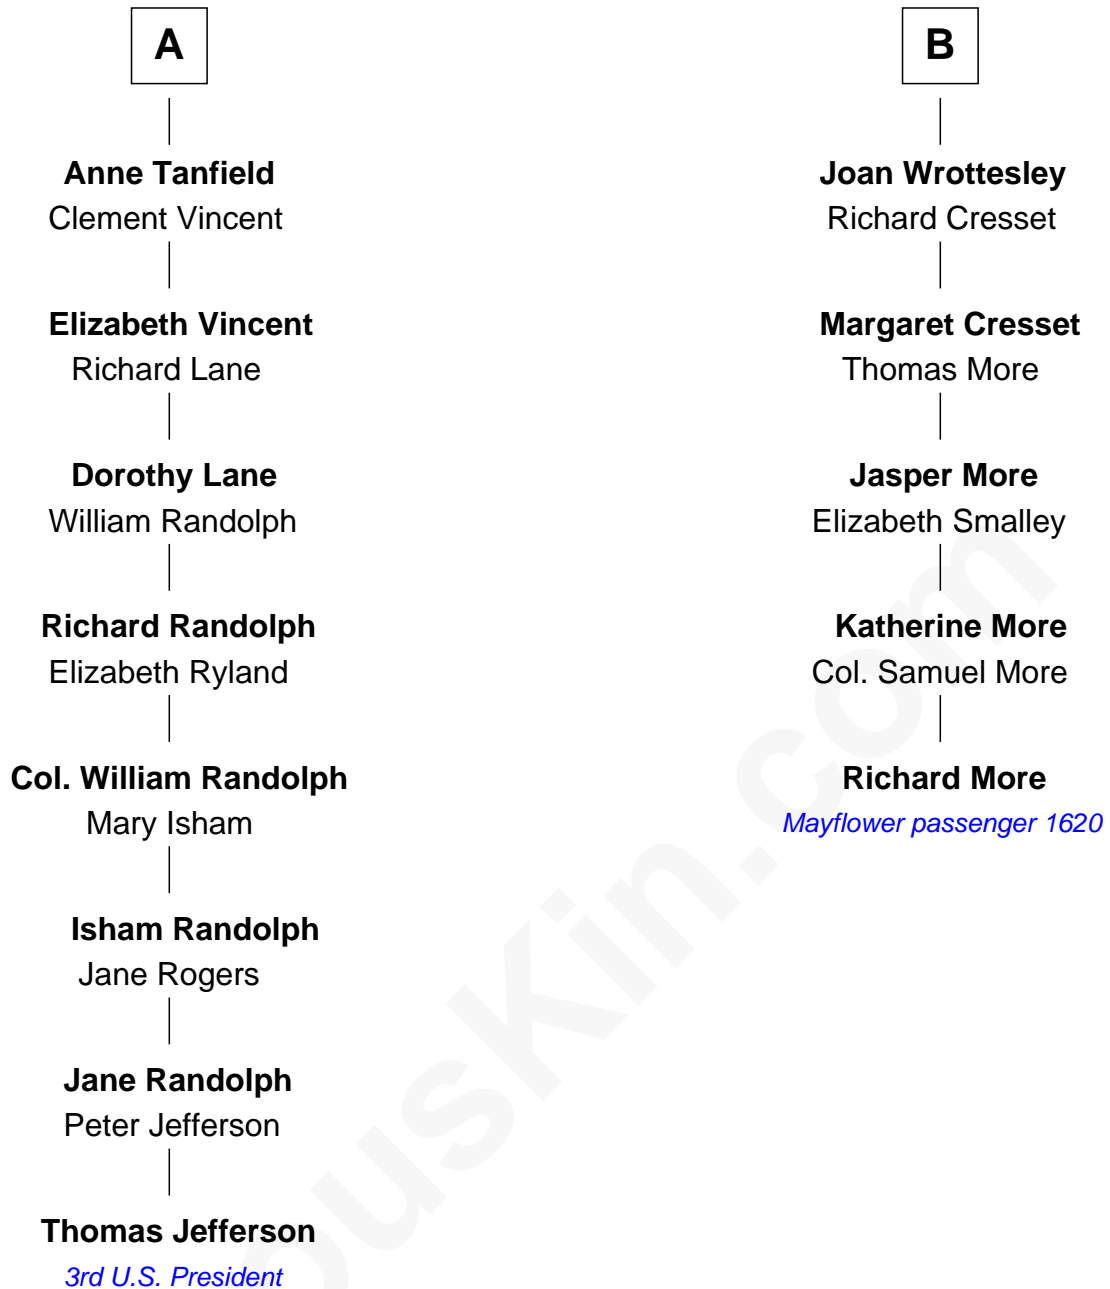 A
Anne Tanfield
Clement Vincent
Elizabeth Vincent
Richard Lane
Dorothy Lane
William Randolph
Richard Randolph
Elizabeth Ryland
Col. William Randolph
Mary Isham
Isham Randolph
Jane Rogers
Jane Randolph
Peter Jefferson
Thomas Jefferson
3rd U.S. President
B
Joan Wrottesley
Richard Cresset
Margaret Cresset
Thomas More
Jasper More
Elizabeth Smalley
Katherine More
Col. Samuel More
Richard More
Mayflower passenger 1620
ousKin.com